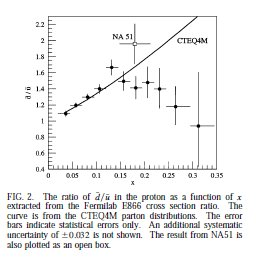 2.2
2
1.8
1.6
1.4
1.2
1
0.8
0.6
0.4
NA 51
CTEQ4M
d̄/ū
0 0.05 0.1 0.15 0.2 0.25 0.3 0.35
x
FIG. 2. The ratio of d̄/ū in the proton as a function of x
extracted from the Fermilab E866 cross section ratio. The
curve is from the CTEQ4M parton distributions. The error
bars indicate statistical errors only. An additional systematic
uncertainty of ±0.032 is not shown. The result from NA51 is
also plotted as an open box.